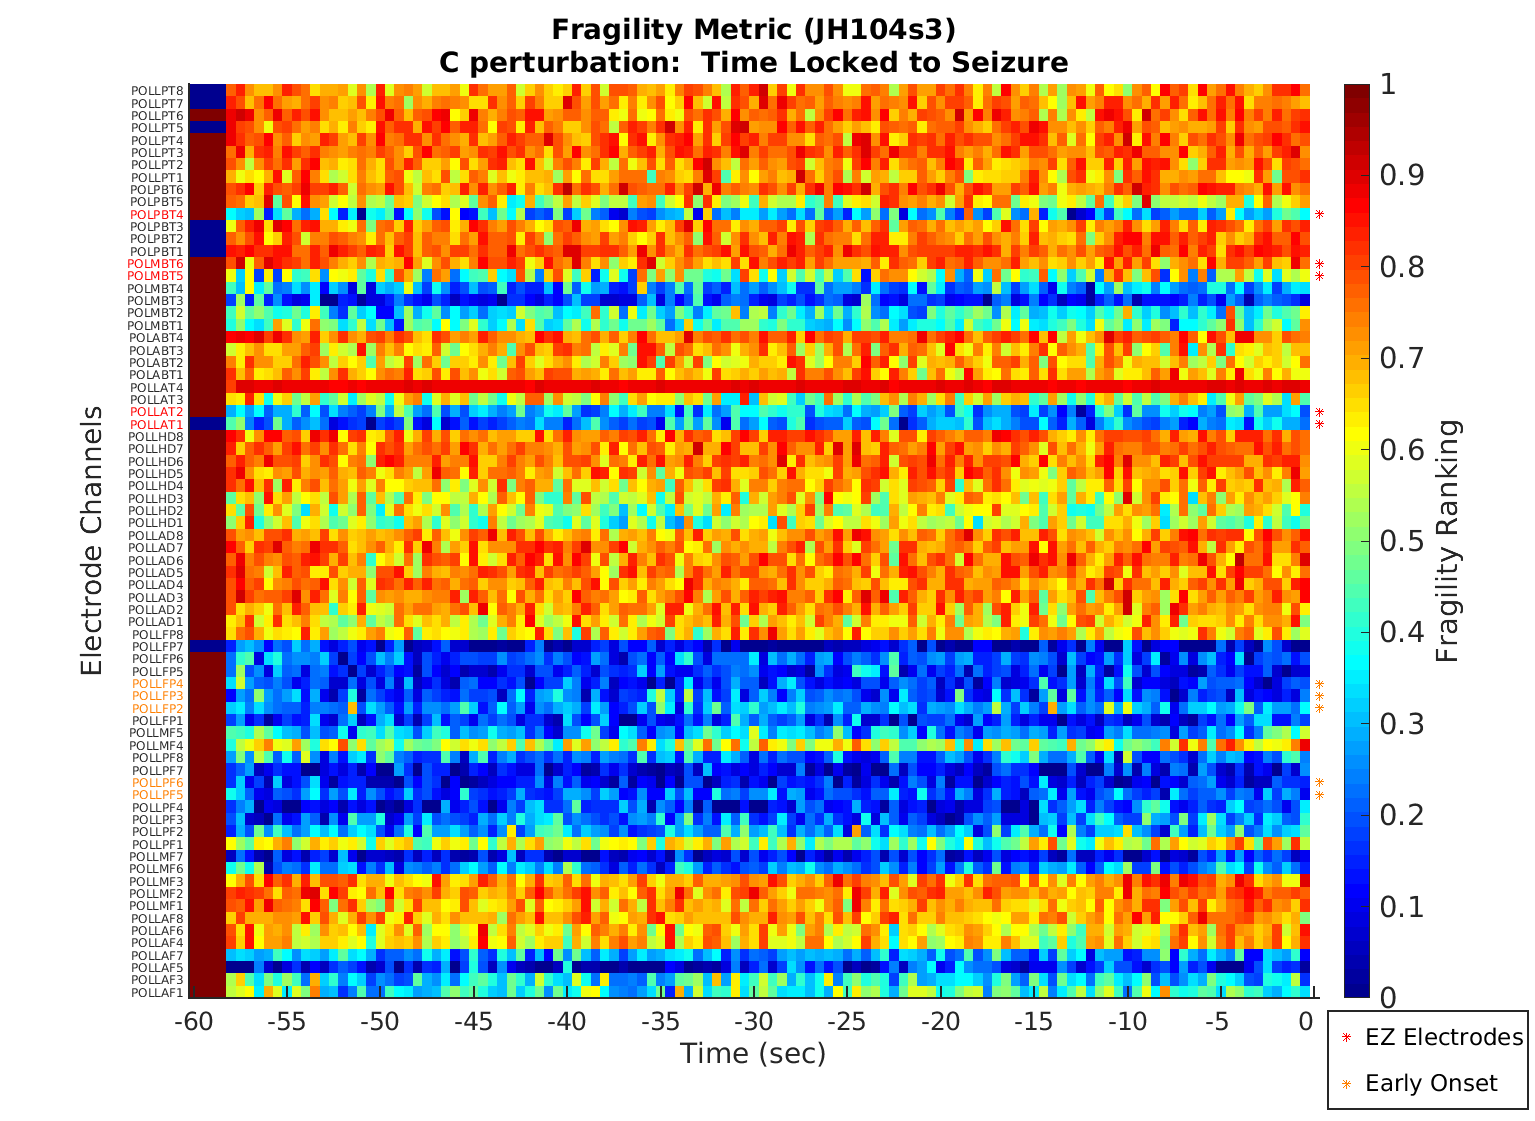 Fragility Metric (JH104s3)
C perturbation:  Time Locked to Seizure
Electrode Channels
POLLPT8
POLLPT7
POLLPT6
POLLPT5
POLLPT4
POLLPT3
POLLPT2
POLLPT1
POLPBT6
POLPBT5
POLPBT4
POLPBT3
POLPBT2
POLPBT1
POLMBT6
POLMBT5
POLMBT4
POLMBT3
POLMBT2
POLMBT1
POLABT4
POLABT3
POLABT2
POLABT1
POLLAT4
POLLAT3
POLLAT2
POLLAT1
POLLHD8
POLLHD7
POLLHD6
POLLHD5
POLLHD4
POLLHD3
POLLHD2
POLLHD1
POLLAD8
POLLAD7
POLLAD6
POLLAD5
POLLAD4
POLLAD3
POLLAD2
POLLAD1
POLLFP8
POLLFP7
POLLFP6
POLLFP5
POLLFP4
POLLFP3
POLLFP2
POLLFP1
POLLMF5
POLLMF4
POLLPF8
POLLPF7
POLLPF6
POLLPF5
POLLPF4
POLLPF3
POLLPF2
POLLPF1
POLLMF7
POLLMF6
POLLMF3
POLLMF2
POLLMF1
POLLAF8
POLLAF6
POLLAF4
POLLAF7
POLLAF5
POLLAF3
POLLAF1
-60 -55 -50 -45 -40 -35 -30 -25 -20 -15 -10 -5 0
Time (sec)
1
0.9
0.8
0.7
0.6
0.5
0.4
0.3
0.2
0.1
0
Fragility Ranking
EZ Electrodes
Early Onset